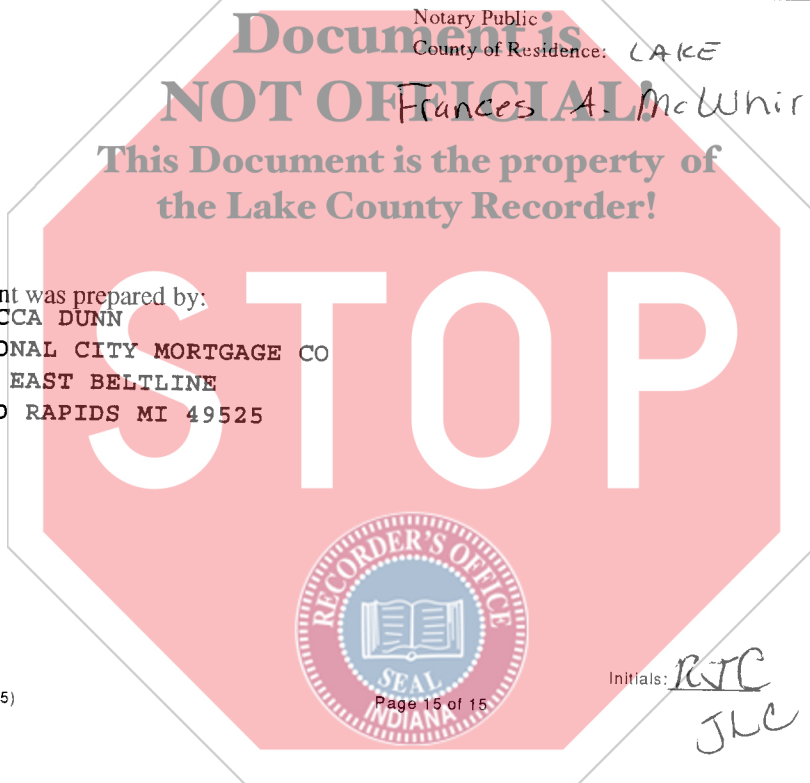 Notary Public
Document is
County of Residence: LAKE
NOT OFFICIAL!
Frances A. McWhir
This Document is the property of
the Lake County Recorder!
nt was prepared by:
CCA DUNN
ONAL CITY MORTGAGE CO
EAST BELTLINE
D RAPIDS MI 49525
STOP
RECORDER'S OFFICE
SEAL
INDIANA
Initials: RJC
5)
Page 15 of 15
JLC